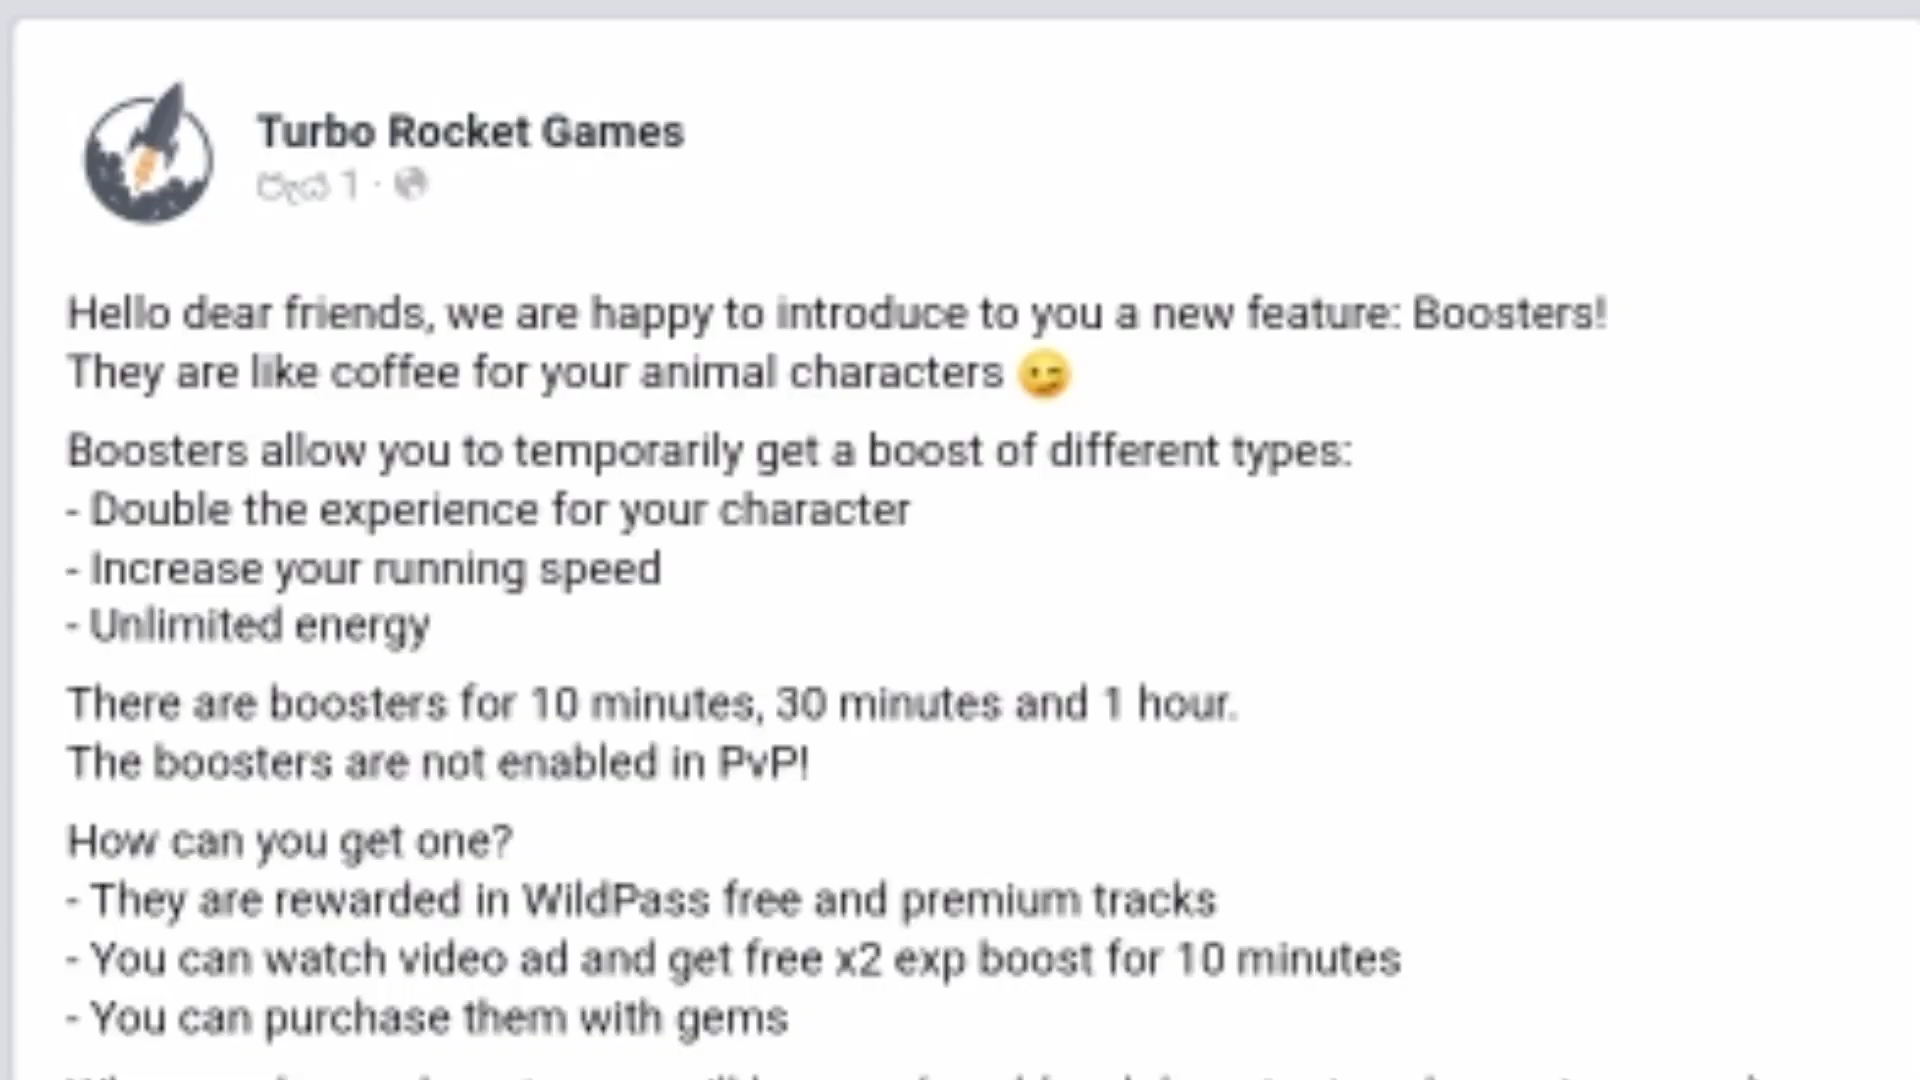 Turbo Rocket Games
පැය 1 ·
Hello dear friends, we are happy to introduce to you a new feature: Boosters!
They are like coffee for your animal characters 😉
Boosters allow you to temporarily get a boost of different types:
- Double the experience for your character
- Increase your running speed
- Unlimited energy
There are boosters for 10 minutes, 30 minutes and 1 hour.
The boosters are not enabled in PvP!
How can you get one?
- They are rewarded in WildPass free and premium tracks
- You can watch video ad and get free x2 exp boost for 10 minutes
- You can purchase them with gems